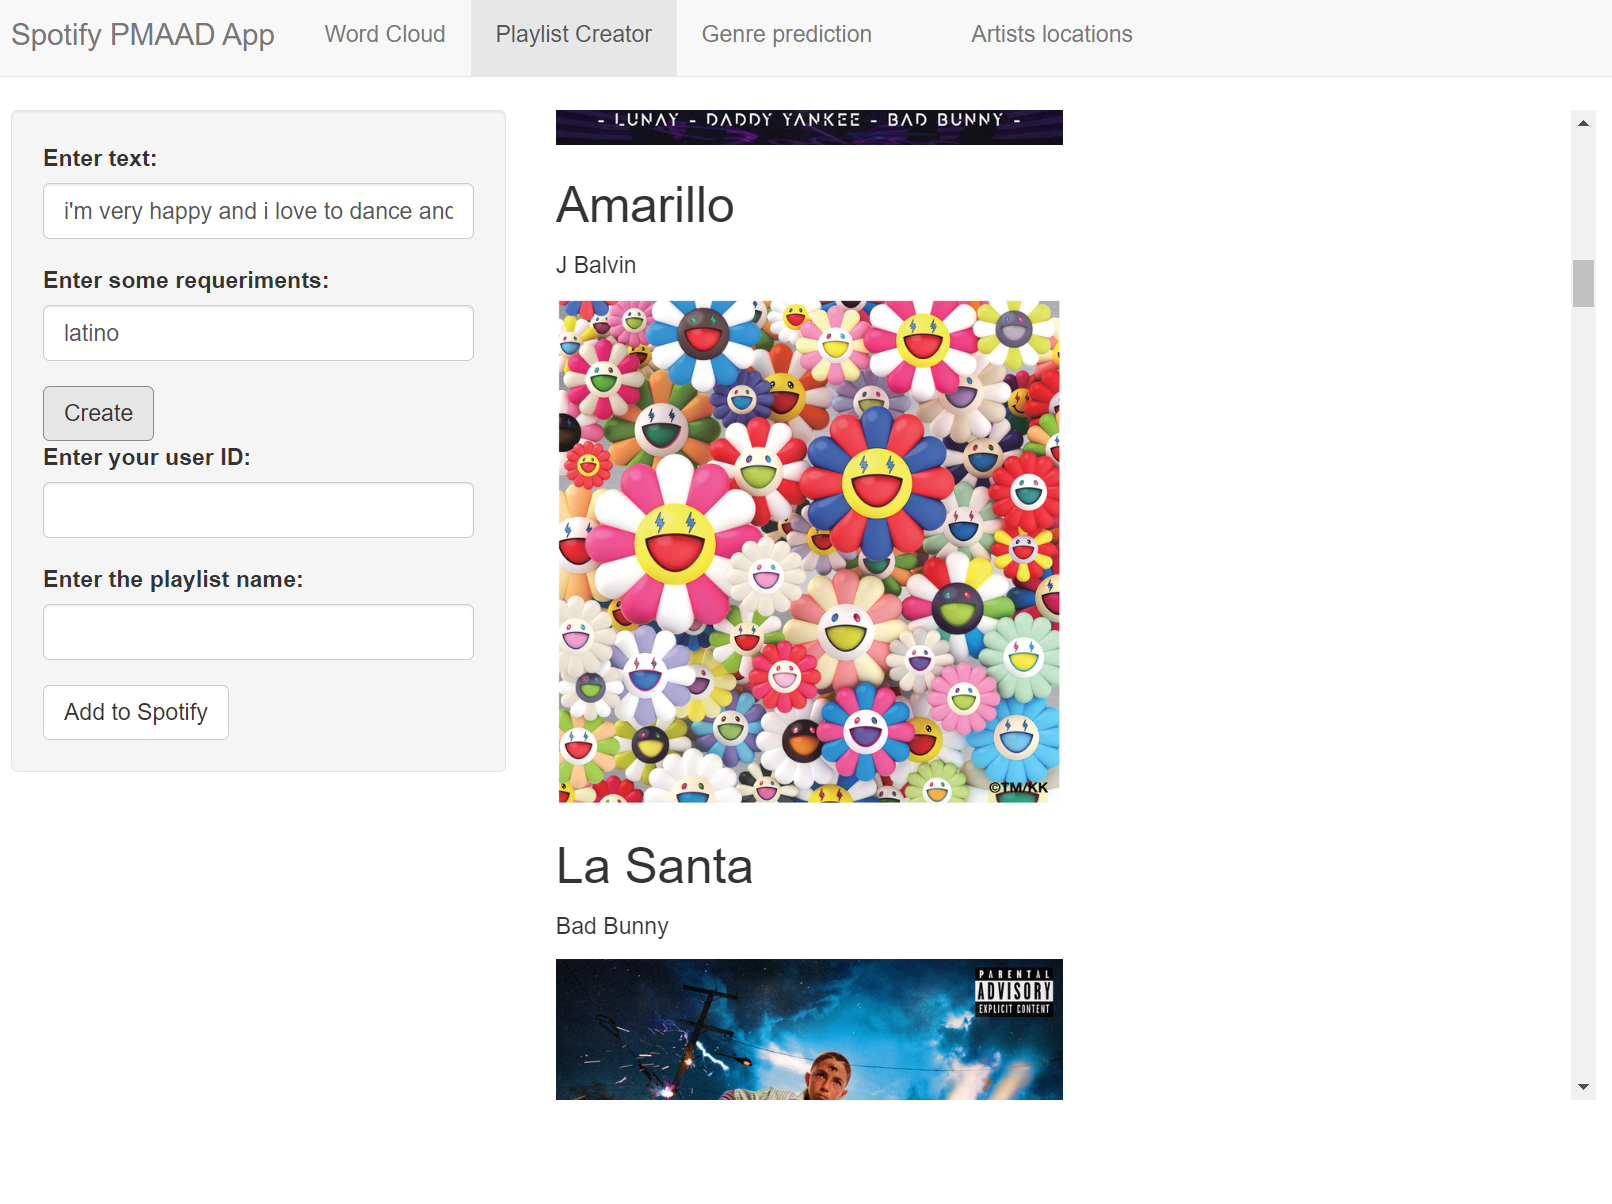 Spotify PMAAD App
Word Cloud
Playlist Creator
Genre prediction
Artists locations
Enter text:
i'm very happy and i love to dance and
Enter some requeriments:
latino
Create
Enter your user ID:
Enter the playlist name:
Add to Spotify
- LUNAY - DADDY YANKEE - BAD BUNNY -
Amarillo
J Balvin
©TM/KK
La Santa
Bad Bunny
PARENTAL
ADVISORY
EXPLICIT CONTENT